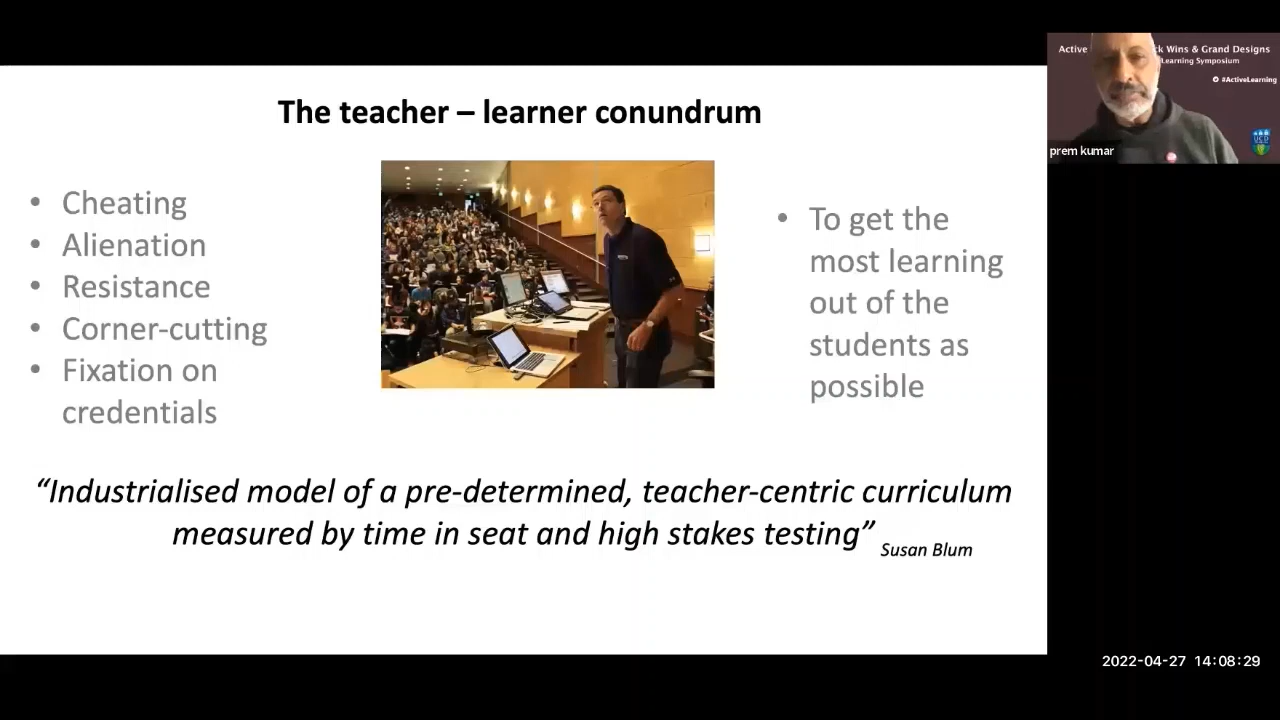 The teacher – learner conundrum
• Cheating
• Alienation
• Resistance
• Corner-cutting
• Fixation on
credentials
• To get the
most learning
out of the
students as
possible
“Industrialised model of a pre-determined, teacher-centric curriculum
measured by time in seat and high stakes testing”
Susan Blum
Active ck Wins & Grand Designs
Learning Symposium
#ActiveLearning
UCD
prem kumar
2022-04-27 14:08:29